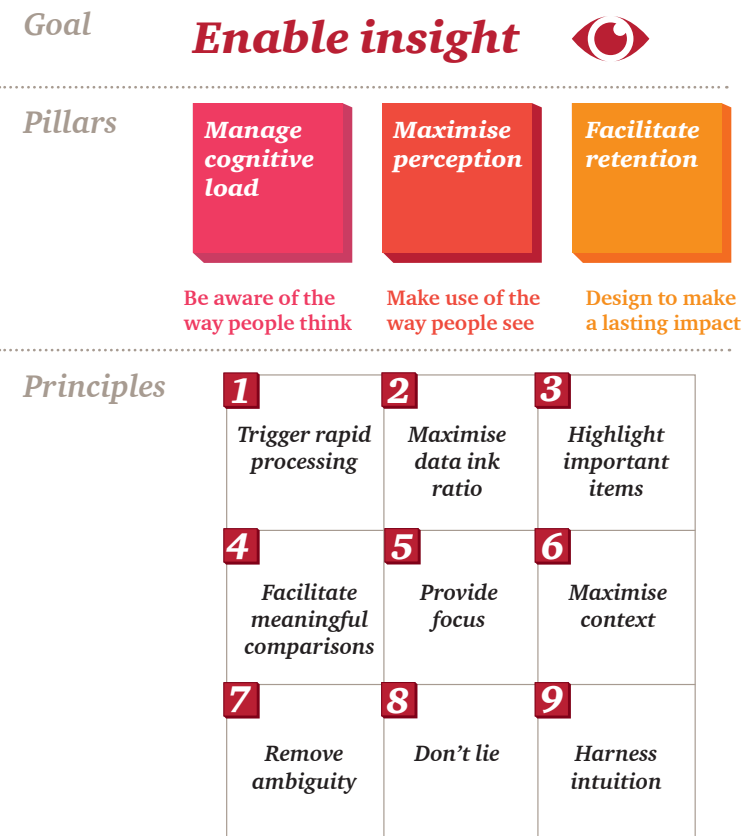 Goal
Enable insight
Pillars
Manage
cognitive
load
Maximise
perception
Facilitate
retention
Be aware of the
way people think
Make use of the
way people see
Design to make
a lasting impact
Principles
1
Trigger rapid
processing
2
Maximise
data ink
ratio
3
Highlight
important
items
4
Facilitate
meaningful
comparisons
5
Provide
focus
6
Maximise
context
7
Remove
ambiguity
8
Don’t lie
9
Harness
intuition